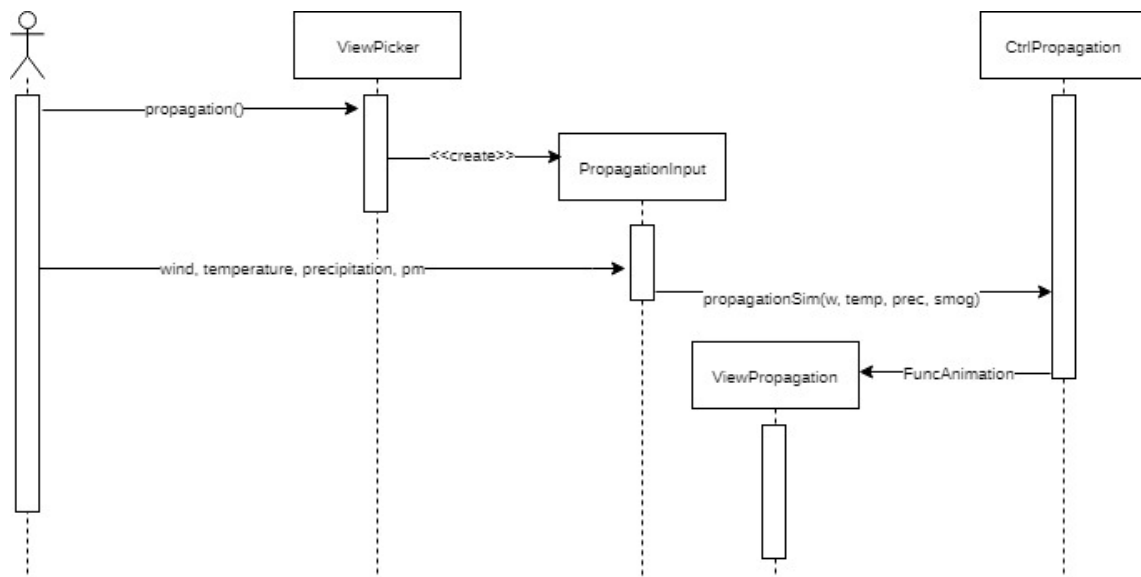 ViewPicker
CtrlPropagation
propagation()
<<create>>
PropagationInput
wind, temperature, precipitation, pm
propagationSim(w, temp, prec, smog)
ViewPropagation
FuncAnimation